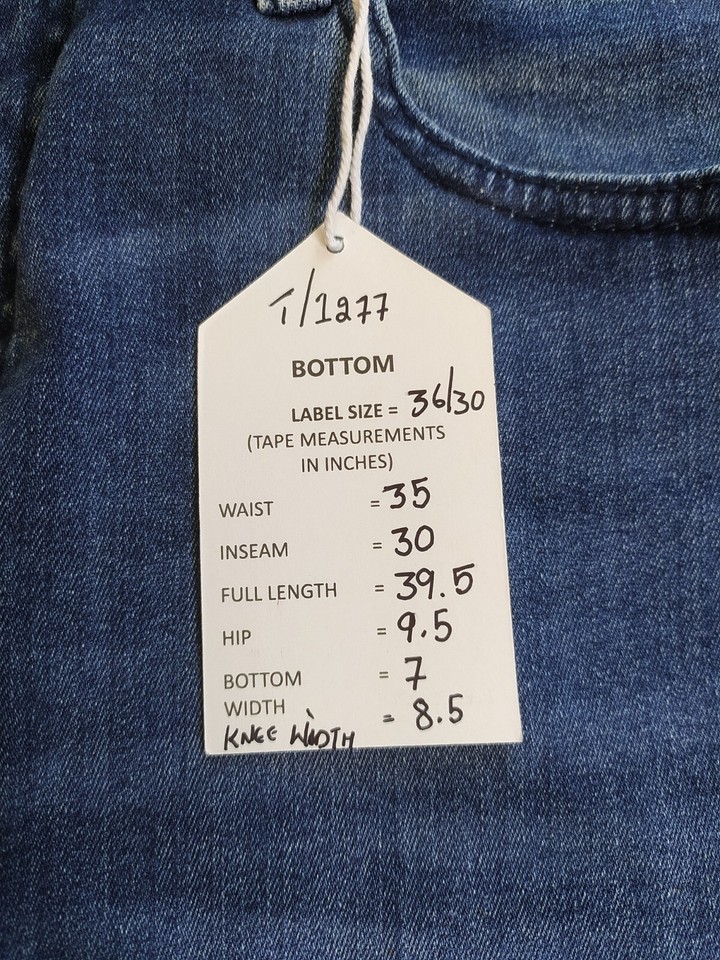 T/1277
BOTTOM
LABEL SIZE = 36/30
(TAPE MEASUREMENTS
IN INCHES)
WAIST = 35
INSEAM = 30
FULL LENGTH = 39.5
HIP = 9.5
BOTTOM = 7
WIDTH
KNEE WIDTH = 8.5